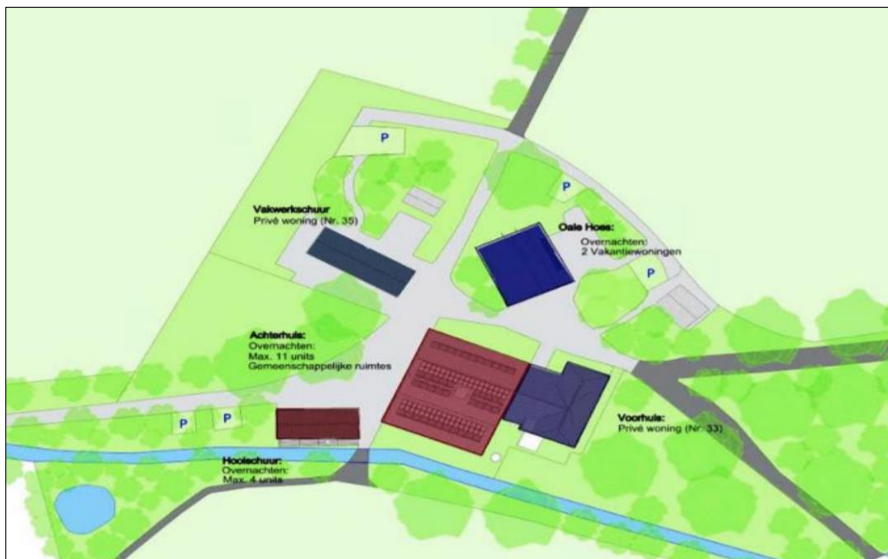 P
Vakwerkschuur
Privé woning (Nr. 35)
P
Oale Hoes:
Overnachten:
2 Vakantiewoningen
P
Achterhuis:
Overnachten:
Max. 11 units
Gemeenschappelijke ruimtes
P P
Voorhuis:
Privé woning (Nr. 33)
Hooischuur:
Overnachten:
Max. 4 units